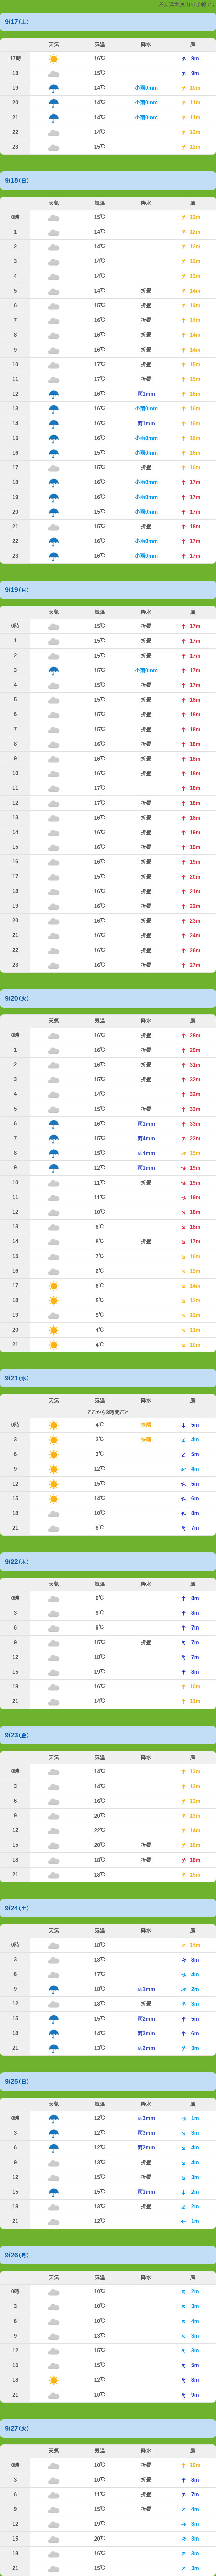 ※安達太良山の予報です
9/17(土)
天気 気温 降水 風
17時 16℃ 9m
18 15℃ 9m
19 14℃ 小雨0mm 10m
20 14℃ 小雨0mm 11m
21 14℃ 小雨0mm 11m
22 14℃ 12m
23 15℃ 12m
9/18(日)
天気 気温 降水 風
0時 15℃ 12m
1 14℃ 12m
2 14℃ 12m
3 14℃ 12m
4 14℃ 13m
5 14℃ 折畳 14m
6 15℃ 折畳 14m
7 16℃ 折畳 14m
8 16℃ 折畳 14m
9 16℃ 折畳 14m
10 17℃ 折畳 15m
11 17℃ 折畳 15m
12 16℃ 雨1mm 16m
13 16℃ 小雨0mm 16m
14 16℃ 雨1mm 16m
15 16℃ 小雨0mm 16m
16 15℃ 小雨0mm 16m
17 15℃ 折畳 16m
18 16℃ 小雨0mm 17m
19 16℃ 小雨0mm 17m
20 15℃ 小雨0mm 17m
21 15℃ 折畳 18m
22 16℃ 小雨0mm 17m
23 16℃ 小雨0mm 17m
9/19(月)
天気 気温 降水 風
0時 15℃ 折畳 17m
1 15℃ 折畳 17m
2 15℃ 折畳 17m
3 15℃ 小雨0mm 17m
4 15℃ 折畳 17m
5 15℃ 折畳 18m
6 15℃ 折畳 18m
7 15℃ 折畳 18m
8 16℃ 折畳 18m
9 16℃ 折畳 18m
10 16℃ 折畳 18m
11 17℃ 18m
12 17℃ 折畳 18m
13 16℃ 折畳 18m
14 16℃ 折畳 19m
15 16℃ 折畳 19m
16 16℃ 折畳 19m
17 15℃ 折畳 20m
18 16℃ 折畳 21m
19 16℃ 折畳 22m
20 16℃ 折畳 23m
21 16℃ 折畳 24m
22 16℃ 折畳 26m
23 16℃ 折畳 27m
9/20(火)
天気 気温 降水 風
0時 16℃ 折畳 28m
1 16℃ 折畳 29m
2 16℃ 折畳 31m
3 15℃ 折畳 32m
4 14℃ 32m
5 15℃ 折畳 33m
6 16℃ 雨1mm 33m
7 15℃ 雨4mm 22m
8 15℃ 雨4mm 15m
9 12℃ 雨1mm 19m
10 11℃ 折畳 19m
11 11℃ 19m
12 10℃ 18m
13 8℃ 18m
14 8℃ 折畳 17m
15 7℃ 16m
16 6℃ 15m
17 6℃ 14m
18 5℃ 13m
19 5℃ 12m
20 4℃ 11m
21 4℃ 10m
9/21(水)
天気 気温 降水 風
ここから3時間ごと
0時 4℃ 快晴 5m
3 3℃ 快晴 4m
6 3℃ 5m
9 12℃ 4m
12 15℃ 5m
15 14℃ 6m
18 10℃ 8m
21 8℃ 7m
9/22(木)
天気 気温 降水 風
0時 9℃ 8m
3 9℃ 8m
6 9℃ 7m
9 15℃ 折畳 7m
12 18℃ 7m
15 19℃ 8m
18 16℃ 10m
21 14℃ 11m
9/23(金)
天気 気温 降水 風
0時 14℃ 13m
3 14℃ 13m
6 16℃ 13m
9 20℃ 13m
12 22℃ 14m
15 20℃ 折畳 16m
18 18℃ 折畳 18m
21 18℃ 15m
9/24(土)
天気 気温 降水 風
0時 18℃ 14m
3 18℃ 8m
6 17℃ 4m
9 18℃ 雨1mm 2m
12 18℃ 折畳 3m
15 15℃ 雨2mm 5m
18 14℃ 雨3mm 6m
21 13℃ 雨2mm 3m
9/25(日)
天気 気温 降水 風
0時 12℃ 雨3mm 1m
3 12℃ 雨3mm 3m
6 12℃ 雨2mm 4m
9 13℃ 折畳 4m
12 15℃ 折畳 3m
15 15℃ 雨1mm 2m
18 13℃ 折畳 2m
21 12℃ 1m
9/26(月)
天気 気温 降水 風
0時 10℃ 2m
3 10℃ 3m
6 10℃ 4m
9 13℃ 3m
12 15℃ 3m
15 15℃ 5m
18 12℃ 8m
21 10℃ 9m
9/27(火)
天気 気温 降水 風
0時 10℃ 折畳 10m
3 10℃ 折畳 8m
6 11℃ 折畳 7m
9 15℃ 折畳 4m
12 19℃ 3m
15 20℃ 3m
18 16℃ 3m
21 15℃ 3m